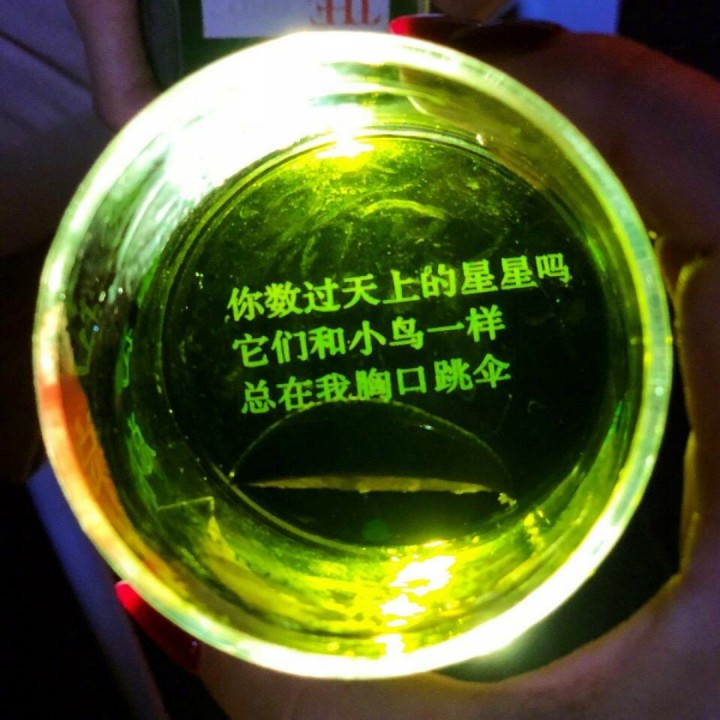 THE
你数过天上的星星吗
它们和小鸟一样
总在我胸口跳伞